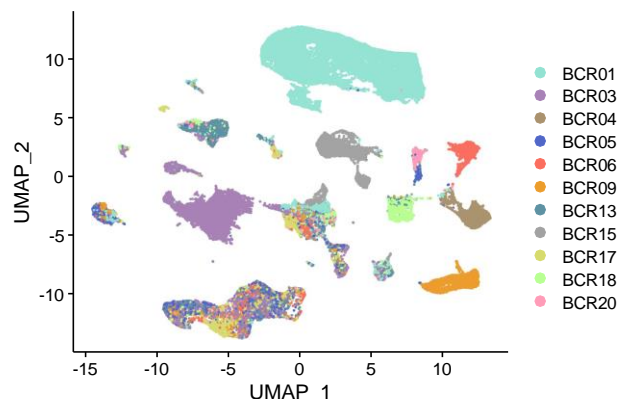 10
5
0
-5
-10
UMAP_2
-15
-10
-5
0
5
10
UMAP_1
BCR01
BCR03
BCR04
BCR05
BCR06
BCR09
BCR13
BCR15
BCR17
BCR18
BCR20